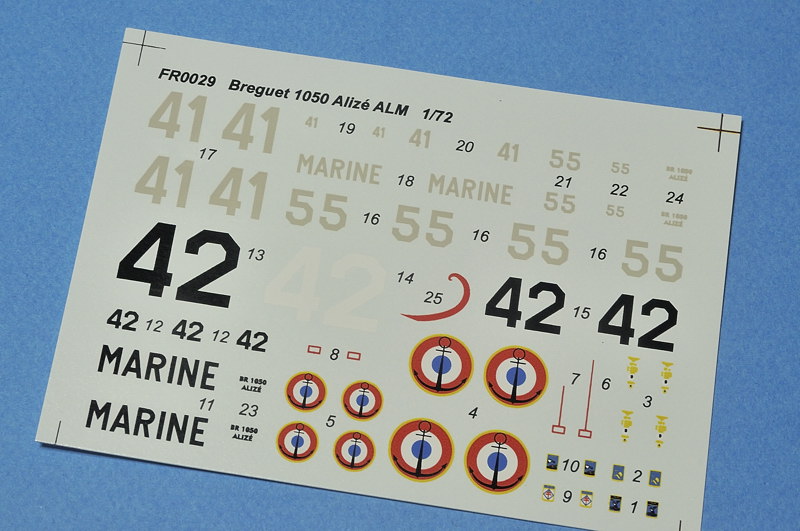 FR0029 Breguet 1050 Alizé ALM 1/72
41 41 41 19 41 41 20 41 55 55 BR 1050 ALIZÉ
17 MARINE 18 MARINE 21 22 24
41 41 55 16 55 16 55 55 BR 1050 ALIZÉ
55 16 55
42 13 42 14 25 42 15 42
42 12 42 12 42 8
MARINE BR 1050 ALIZÉ 7 6 3
11 23 5 4
MARINE BR 1050 ALIZÉ
10 2
9 1